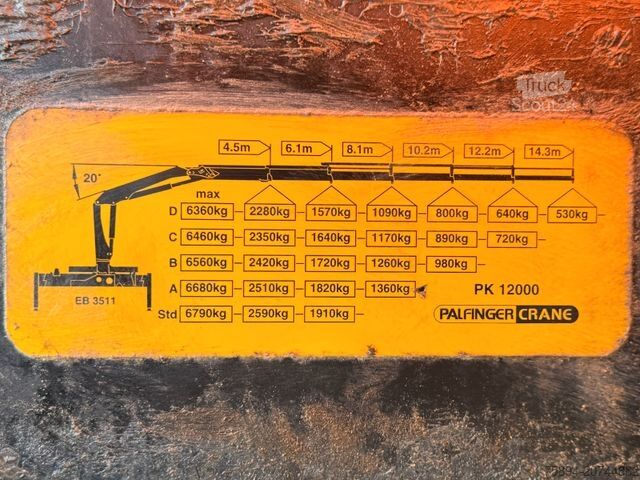 Truck
Scout24
4.5m 6.1m 8.1m 10.2m 12.2m 14.3m
20°
max
D 6360kg 2280kg 1570kg 1090kg 800kg 640kg 530kg
C 6460kg 2350kg 1640kg 1170kg 890kg 720kg
B 6560kg 2420kg 1720kg 1260kg 980kg
A 6680kg 2510kg 1820kg 1360kg PK 12000
EB 3511
Std 6790kg 2590kg 1910kg PALFINGER CRANE